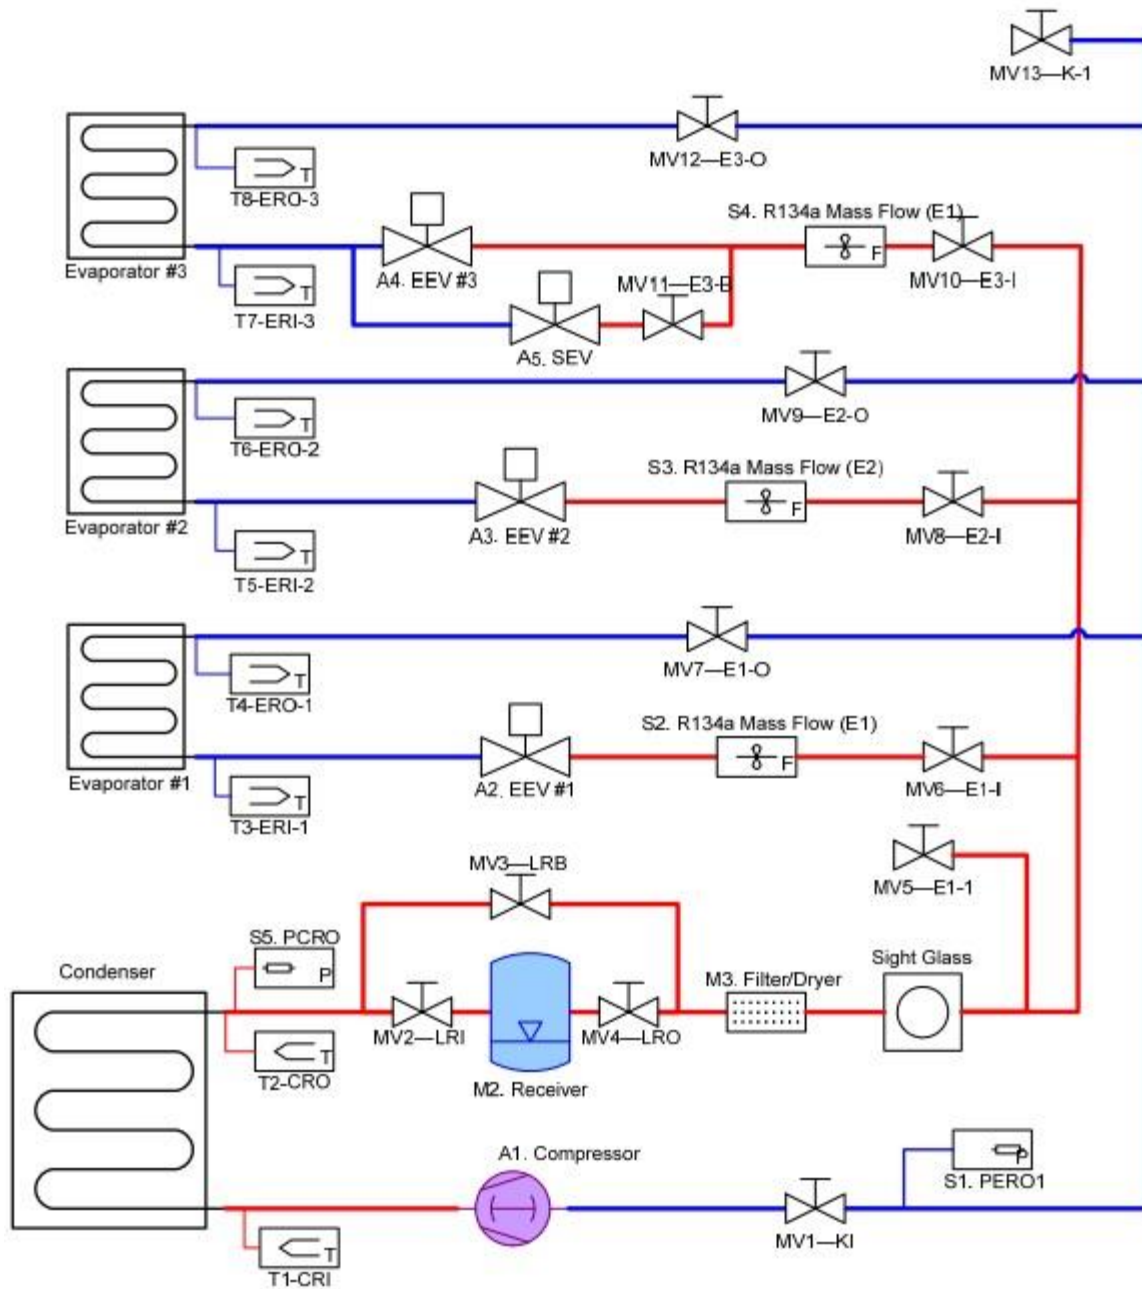 MV13—K-1
MV12—E3-O
T8-ERO-3
S4. R134a Mass Flow (E1)
F
Evaporator #3
A4. EEV #3
MV11—E3-B
MV10—E3-I
T
T7-ERI-3
T
A5. SEV
MV9—E2-O
T
T6-ERO-2
S3. R134a Mass Flow (E2)
F
Evaporator #2
A3. EEV #2
MV8—E2-I
T
T5-ERI-2
MV7—E1-O
T
T4-ERO-1
S2. R134a Mass Flow (E1)
F
Evaporator #1
A2. EEV #1
MV6—E1-I
T
T3-ERI-1
MV3—LRB
MV5—E1-1
S5. PCRO
P
Condenser
M3. Filter/Dryer
Sight Glass
MV2—LRI
MV4—LRO
T
T2-CRO
M2. Receiver
A1. Compressor
P
S1. PERO1
MV1—KI
T
T1-CRI